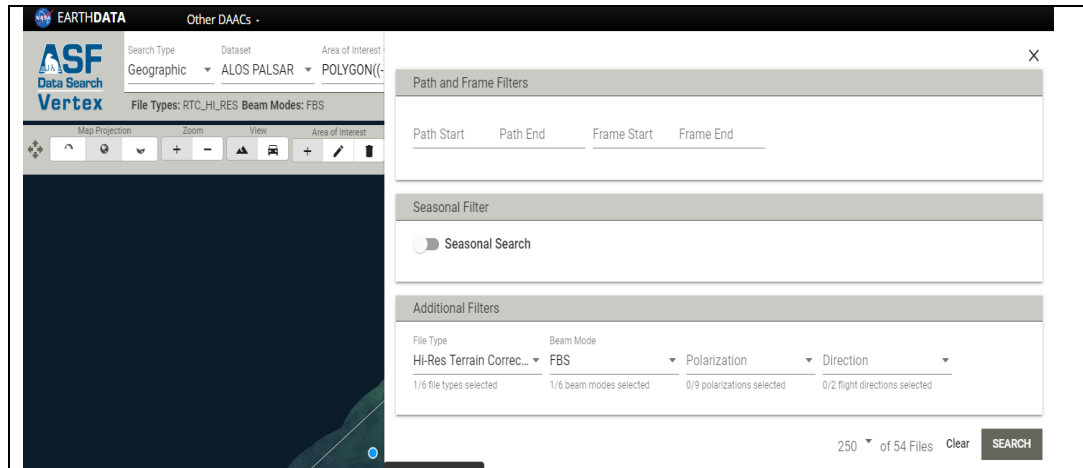 EARTHDATA Other DAACs
ASF
Data Search
Vertex
Search Type Dataset Area of Interest
Geographic ALOS PALSAR POLYGON((-
File Types: RTC_HI_RES Beam Modes: FBS
Map Projection Zoom View Area of Interest
X
Path and Frame Filters
Path Start Path End Frame Start Frame End
Seasonal Filter
Seasonal Search
Additional Filters
File Type Beam Mode
Hi-Res Terrain Correc... FBS Polarization Direction
1/6 file types selected 1/6 beam modes selected 0/9 polarizations selected 0/2 flight directions selected
250 of 54 Files Clear SEARCH